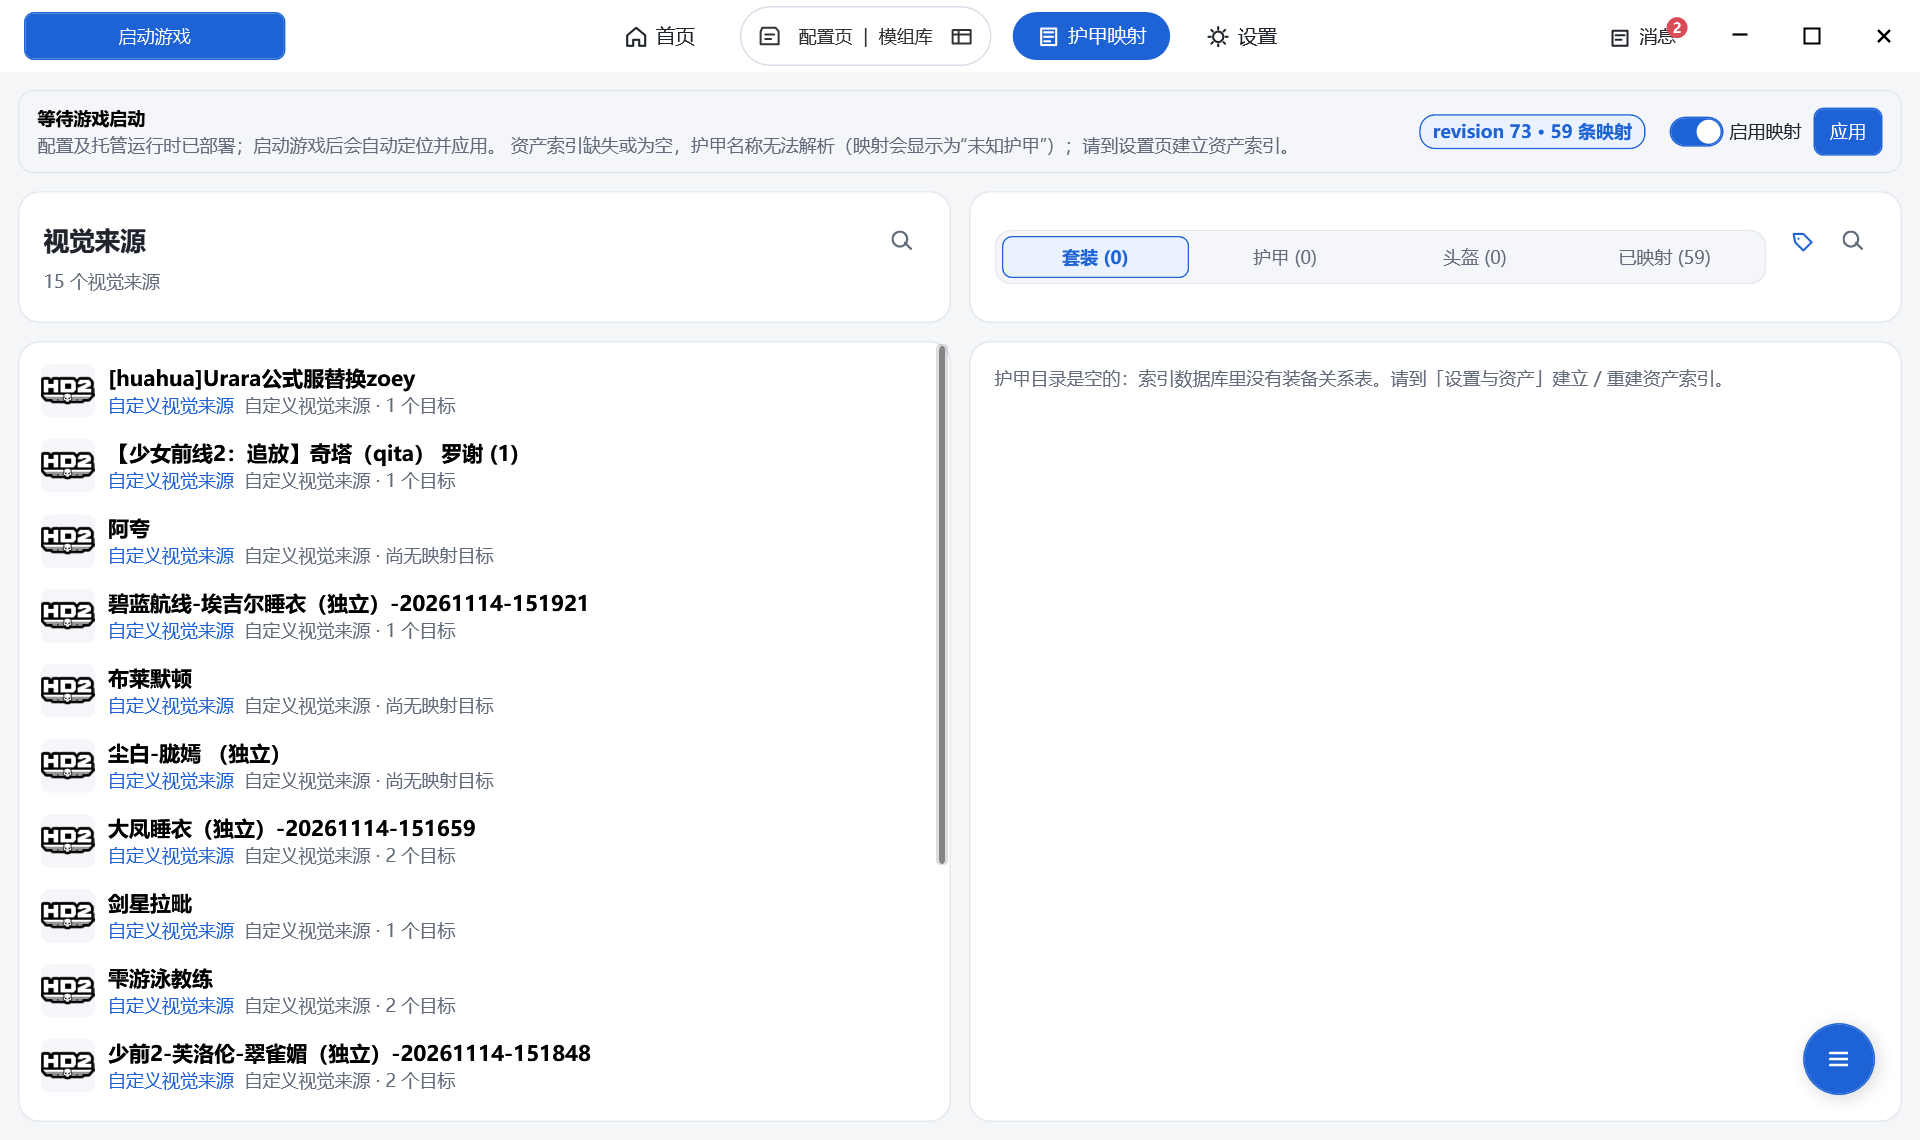 启动游戏
首页
配置页 | 模组库
护甲映射
设置
消息 2
等待游戏启动
配置及托管运行时已部署；启动游戏后会自动定位并应用。 资产索引缺失或为空，护甲名称无法解析（映射会显示为“未知护甲”）；请到设置页建立资产索引。
revision 73 • 59 条映射
启用映射
应用
视觉来源
15 个视觉来源
套装 (0)
护甲 (0)
头盔 (0)
已映射 (59)
HD2
[huahua]Urara公式服替换zoey
自定义视觉来源 自定义视觉来源 · 1 个目标
HD2
【少女前线2：追放】奇塔（qita） 罗谢 (1)
自定义视觉来源 自定义视觉来源 · 1 个目标
HD2
阿夸
自定义视觉来源 自定义视觉来源 · 尚无映射目标
HD2
碧蓝航线-埃吉尔睡衣（独立）-20261114-151921
自定义视觉来源 自定义视觉来源 · 1 个目标
HD2
布莱默顿
自定义视觉来源 自定义视觉来源 · 尚无映射目标
HD2
尘白-胧嫣 （独立）
自定义视觉来源 自定义视觉来源 · 尚无映射目标
HD2
大凤睡衣（独立）-20261114-151659
自定义视觉来源 自定义视觉来源 · 2 个目标
HD2
剑星拉毗
自定义视觉来源 自定义视觉来源 · 1 个目标
HD2
雫游泳教练
自定义视觉来源 自定义视觉来源 · 2 个目标
HD2
少前2-芙洛伦-翠雀媚（独立）-20261114-151848
自定义视觉来源 自定义视觉来源 · 2 个目标
护甲目录是空的：索引数据库里没有装备关系表。请到「设置与资产」建立 / 重建资产索引。